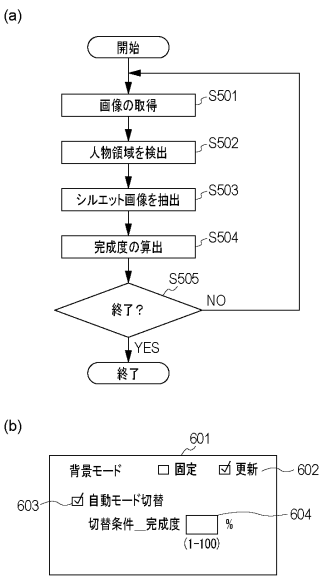 (a)
開始
画像の取得 S501
人物領域を検出 S502
シルエット画像を抽出 S503
完成度の算出 S504
S505
終了? NO
YES
終了
(b)
601
背景モード 固定 更新 602
603 自動モード切替 604
切替条件__完成度 %
(1-100)